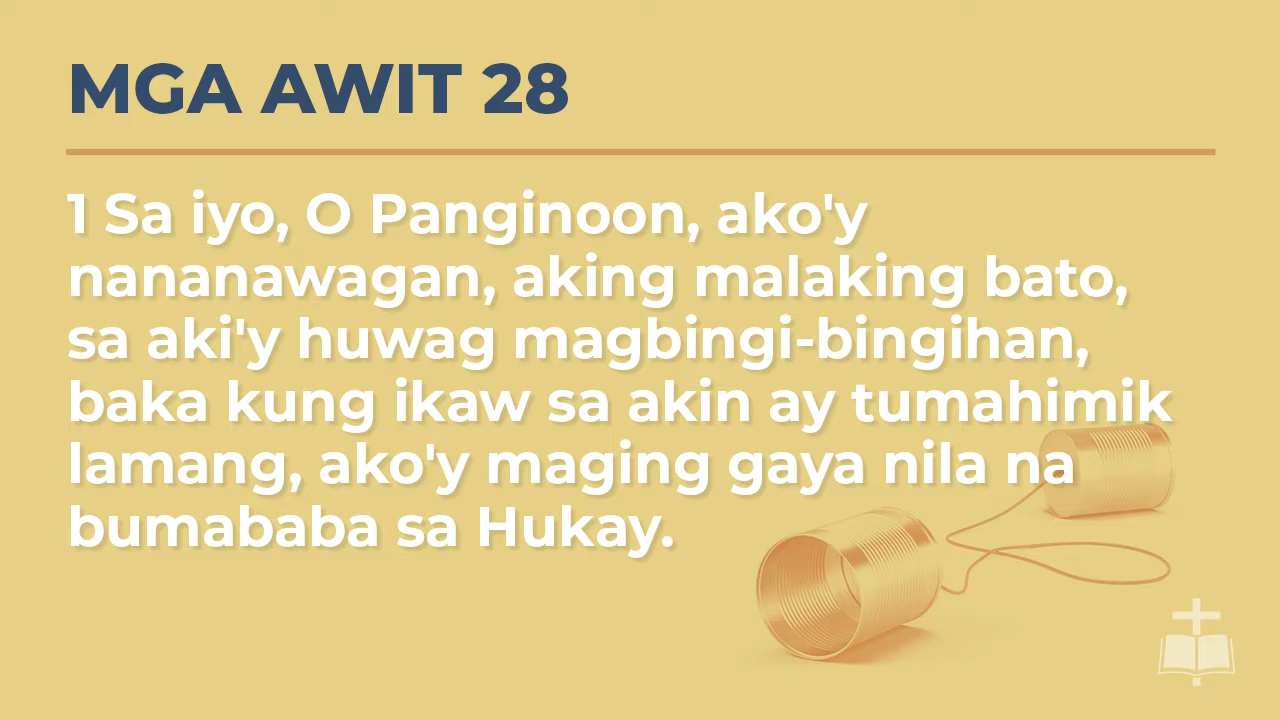 MGA AWIT 28
1 Sa iyo, O Panginoon, ako'y
nananawagan, aking malaking bato,
sa aki'y huwag magbingi-bingihan,
baka kung ikaw sa akin ay tumahimik
lamang, ako'y maging gaya nila na
bumababa sa Hukay.